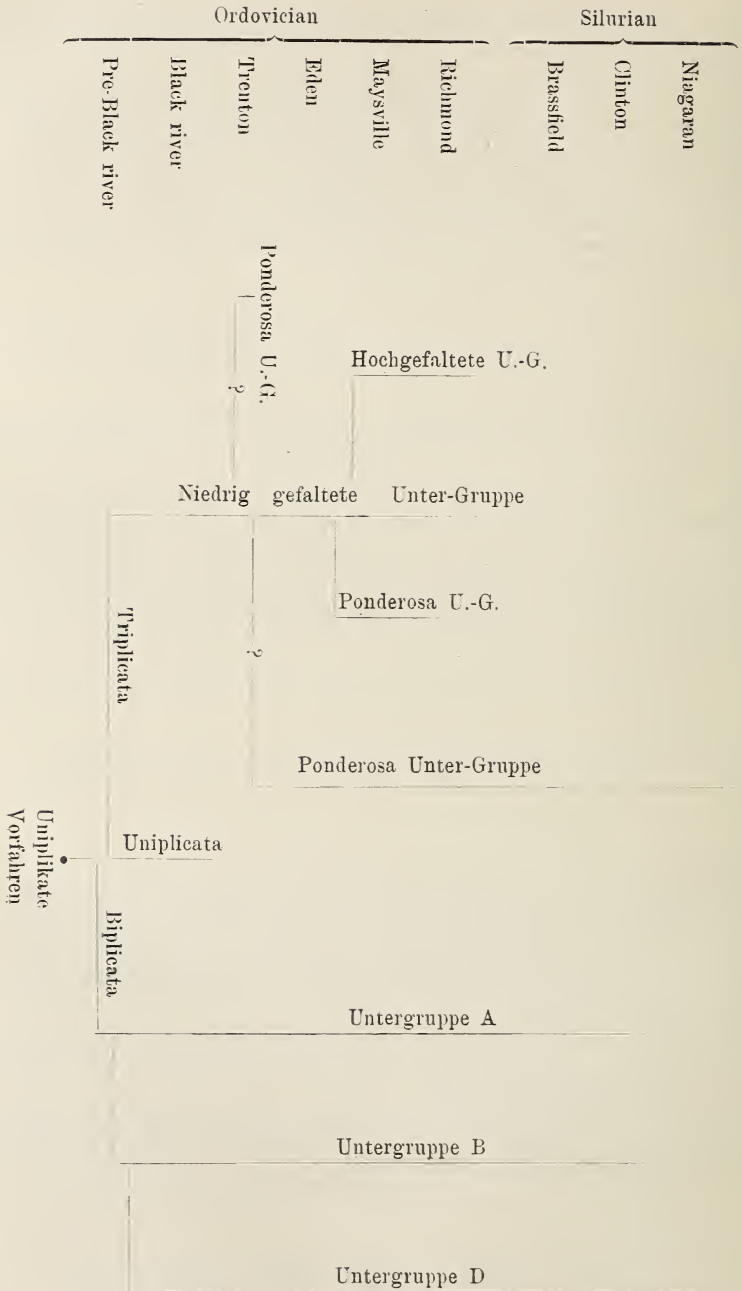 Ordovician
Silurian
Pre-Black river
Black river
Trenton
Eden
Maysville
Richmond
Brassfield
Clinton
Niagaran
Ponderosa U.-G.
?
Hochgefaltete U.-G.
Niedrig gefaltete Unter-Gruppe
Triplicata
Ponderosa U.-G.
?
Ponderosa Unter-Gruppe
Uniplikate
Vorfahren
Uniplicata
Biplicata
Untergruppe A
Untergruppe B
Untergruppe D